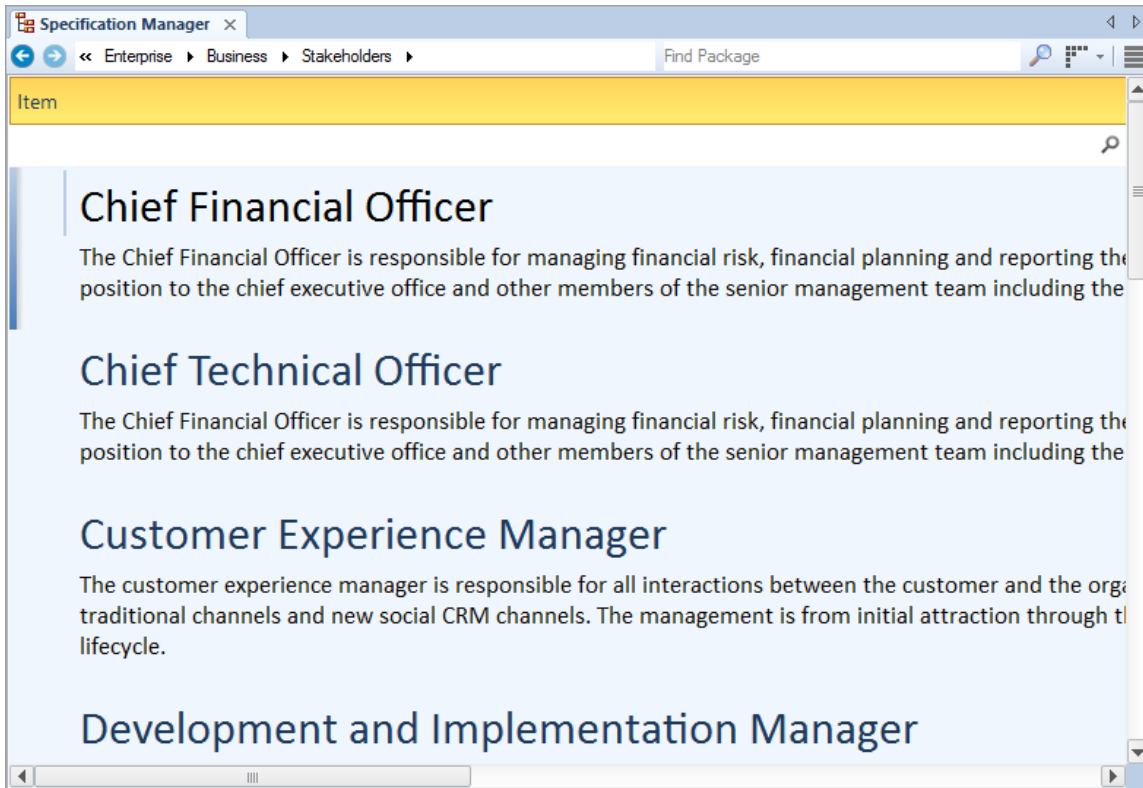 Specification Manager
« Enterprise Business Stakeholders Find Package
Item
Chief Financial Officer
The Chief Financial Officer is responsible for managing financial risk, financial planning and reporting the
position to the chief executive office and other members of the senior management team including the
Chief Technical Officer
The Chief Financial Officer is responsible for managing financial risk, financial planning and reporting the
position to the chief executive office and other members of the senior management team including the
Customer Experience Manager
The customer experience manager is responsible for all interactions between the customer and the
traditional channels and new social CRM channels. The management is from initial attraction through
lifecycle.
Development and Implementation Manager